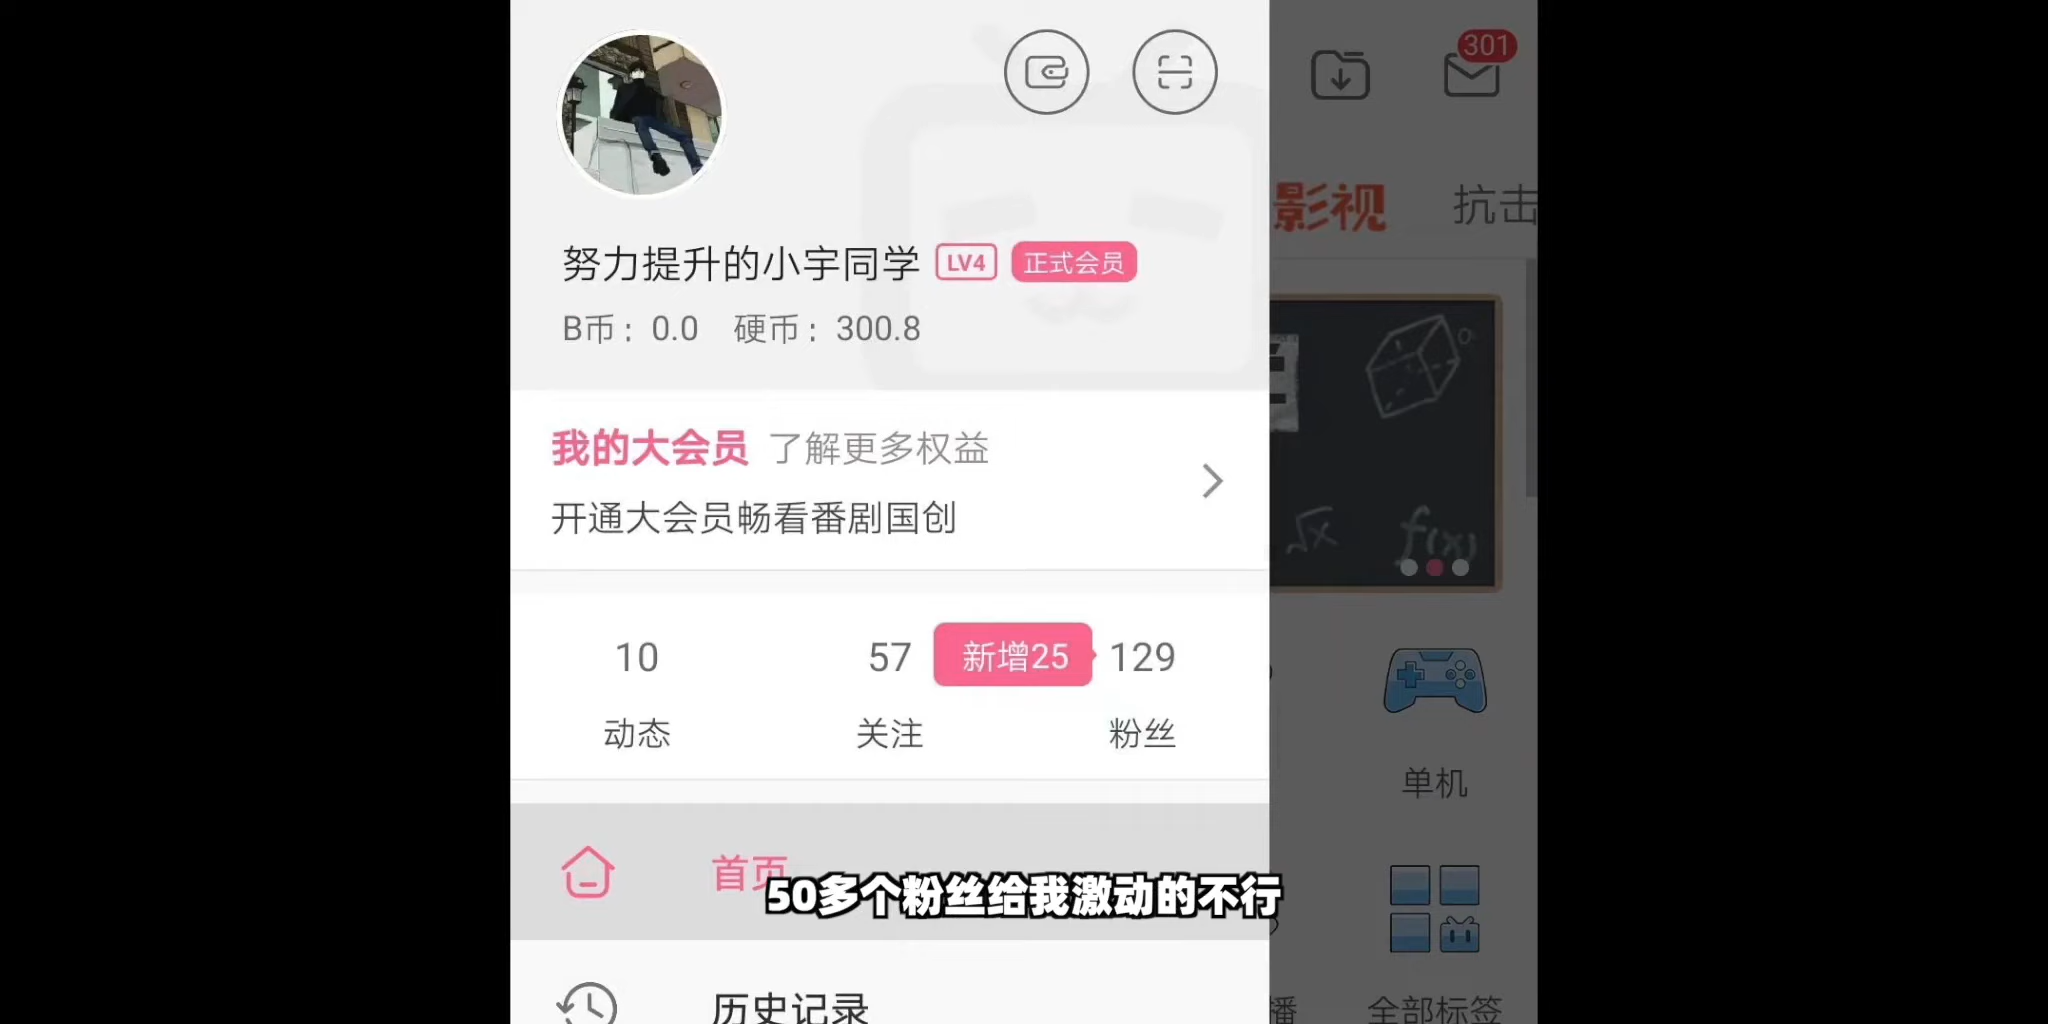 301
影视
抗击
努力提升的小宇同学 LV4 正式会员
B币：0.0 硬币：300.8
我的大会员 了解更多权益
开通大会员畅看番剧国创
√x f(x)
10 57 新增25 129
动态 关注 粉丝
单机
首页
50多个粉丝给我激动的不行
历史记录
播 全部标签